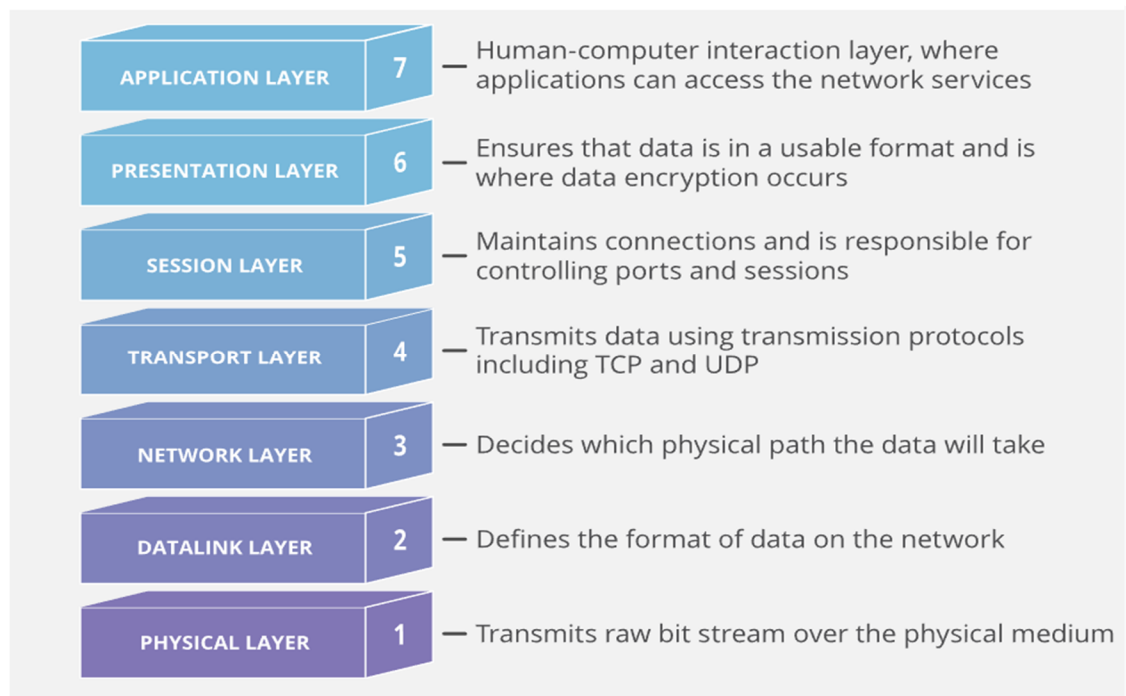 APPLICATION LAYER
7
Human-computer interaction layer, where
applications can access the network services
PRESENTATION LAYER
6
Ensures that data is in a usable format and is
where data encryption occurs
SESSION LAYER
5
Maintains connections and is responsible for
controlling ports and sessions
TRANSPORT LAYER
4
Transmits data using transmission protocols
including TCP and UDP
NETWORK LAYER
3
Decides which physical path the data will take
DATALINK LAYER
2
Defines the format of data on the network
PHYSICAL LAYER
1
Transmits raw bit stream over the physical medium